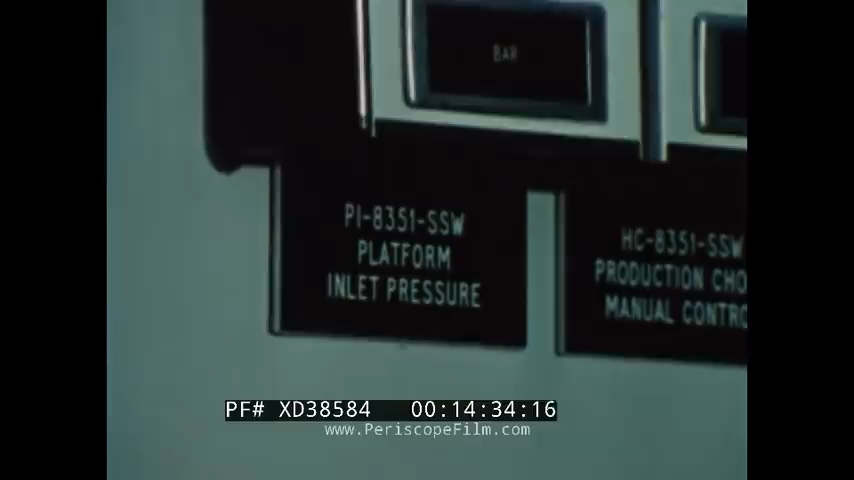 BAR
PI-8351-SSW
PLATFORM
INLET PRESSURE
HC-8351-SSW
PRODUCTION CHO
MANUAL CONTRO
PF# XD38584 00:14:34:16
www.PeriscopeFilm.com